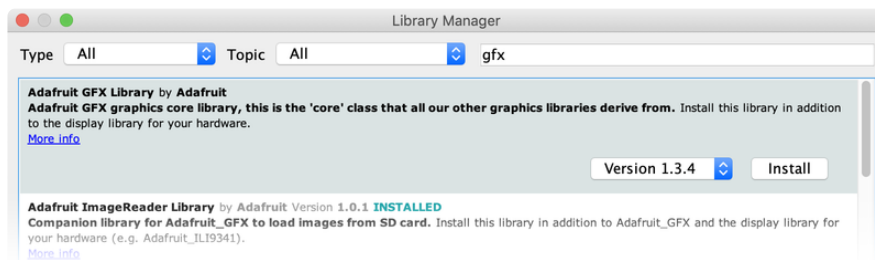 Library Manager
Type All Topic All gfx
Adafruit GFX Library by Adafruit
Adafruit GFX graphics core library, this is the 'core' class that all our other graphics libraries derive from. Install this library in addition
to the display library for your hardware.
More info
Version 1.3.4 Install
Adafruit ImageReader Library by Adafruit Version 1.0.1 INSTALLED
Companion library for Adafruit_GFX to load images from SD card. Install this library in addition to Adafruit_GFX and the display library for
your hardware (e.g. Adafruit_ILI9341).
More info